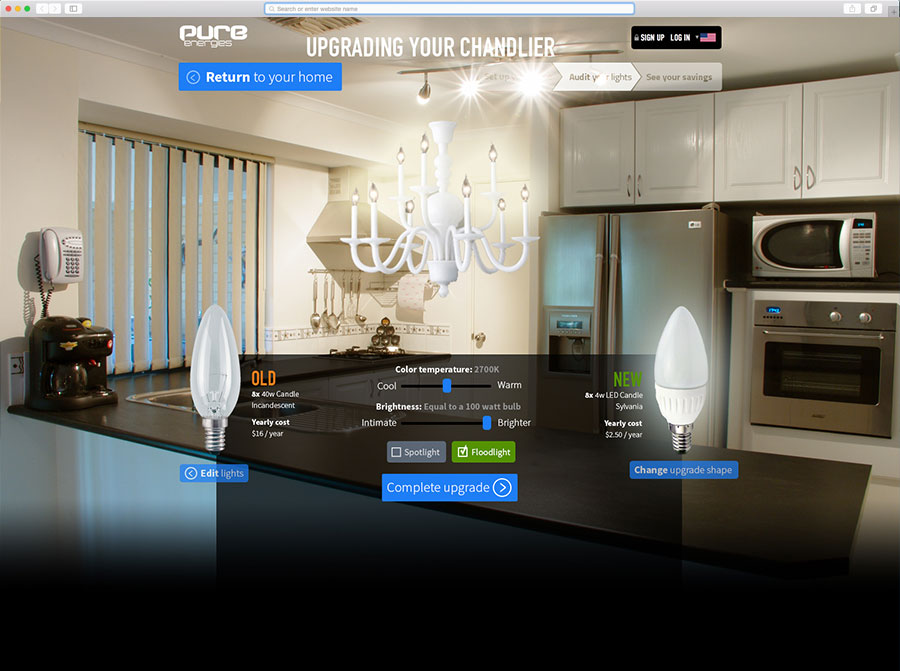 Search or enter website name
PURE
energies
UPGRADING YOUR CHANDLIER
SIGN UP LOG IN
Return to your home
Set up
Audit your lights
See your savings
OLD
8x 40w Candle
Incandescent
Yearly cost
$16 / year
Edit lights
Color temperature: 2700K
Cool
Warm
Brightness: Equal to a 100 watt bulb
Intimate
Brighter
Spotlight
Floodlight
Complete upgrade
NEW
8x 4w LED Candle
Sylvania
Yearly cost
$2.50 / year
Change upgrade shape